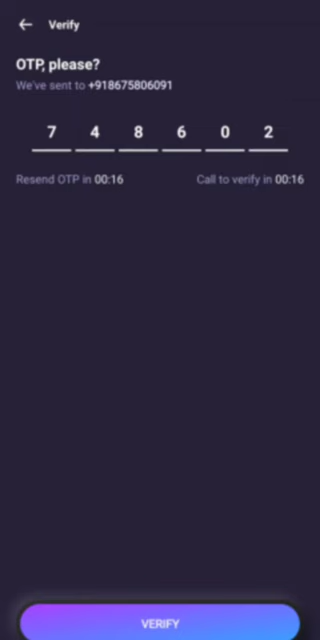 Verify
OTP, please?
We've sent to +918675806091
7 4 8 6 0 2
Resend OTP in 00:16 Call to verify in 00:16
VERIFY